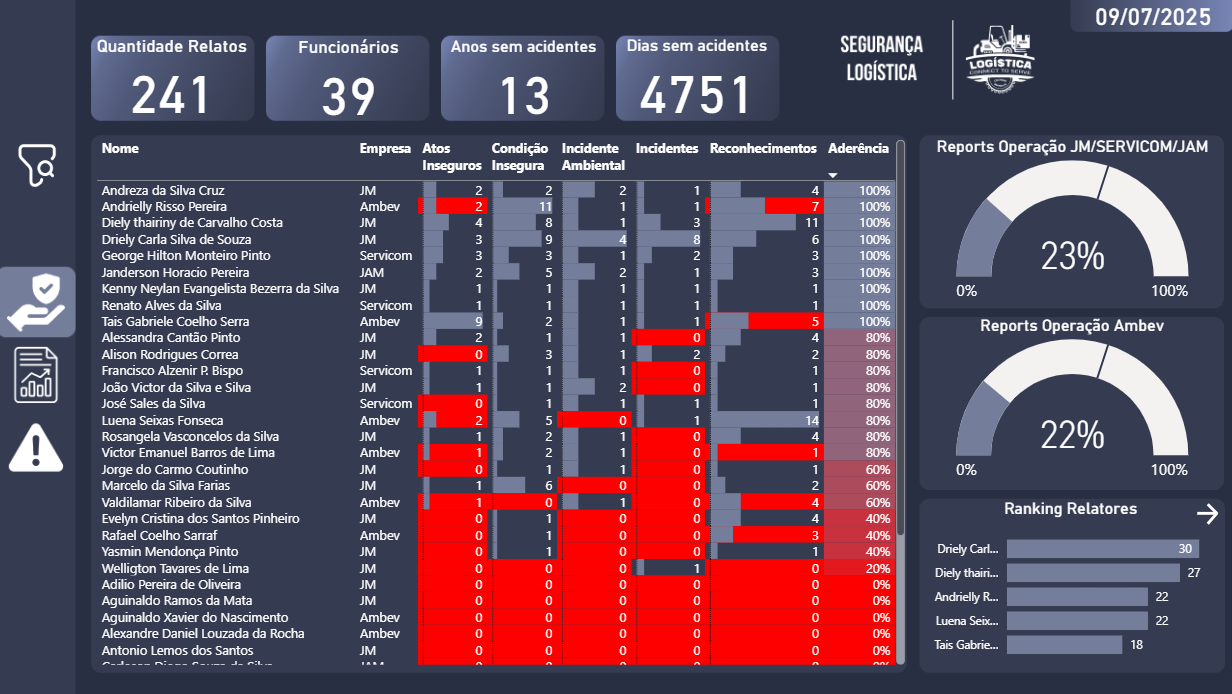 09/07/2025
Quantidade Relatos
241
Funcionários
39
Anos sem acidentes
13
Dias sem acidentes
4751
SEGURANÇA
LOGÍSTICA
LOGÍSTICA
CONNECT TO SERVE
Nome Empresa Atos Inseguros Condição Insegura Incidente Ambiental Incidentes Reconhecimentos Aderência
Andreza da Silva Cruz JM 2 2 2 1 4 100%
Andrielly Risso Pereira Ambev 2 11 1 1 7 100%
Diely thairiny de Carvalho Costa JM 4 8 1 3 11 100%
Driely Carla Silva de Souza JM 3 9 4 8 6 100%
George Hilton Monteiro Pinto Servicom 3 3 1 2 3 100%
Janderson Horacio Pereira JAM 2 5 2 1 3 100%
Kenny Neylan Evangelista Bezerra da Silva JM 1 1 1 1 1 100%
Renato Alves da Silva Servicom 1 1 1 1 1 100%
Tais Gabriele Coelho Serra Ambev 9 2 1 1 5 100%
Alessandra Cantão Pinto JM 2 1 1 0 4 80%
Alison Rodrigues Correa JM 0 3 1 2 2 80%
Francisco Alzenir P. Bispo Servicom 1 1 1 0 1 80%
João Victor da Silva e Silva JM 1 1 2 0 1 80%
José Sales da Silva Servicom 0 1 1 1 1 80%
Luena Seixas Fonseca Ambev 2 5 0 1 14 80%
Rosangela Vasconcelos da Silva JM 1 2 1 0 4 80%
Victor Emanuel Barros de Lima Ambev 1 2 1 0 1 80%
Jorge do Carmo Coutinho JM 0 1 1 0 1 60%
Marcelo da Silva Farias JM 1 6 0 0 2 60%
Valdilamar Ribeiro da Silva Ambev 1 0 1 0 4 60%
Evelyn Cristina dos Santos Pinheiro JM 0 1 0 0 4 40%
Rafael Coelho Sarraf Ambev 0 1 0 0 3 40%
Yasmin Mendonça Pinto JM 0 1 0 0 1 40%
Welligton Tavares de Lima JM 0 0 0 1 0 20%
Adilio Pereira de Oliveira JM 0 0 0 0 0 0%
Aguinaldo Ramos da Mata JM 0 0 0 0 0 0%
Aguinaldo Xavier do Nascimento Ambev 0 0 0 0 0 0%
Alexandre Daniel Louzada da Rocha Ambev 0 0 0 0 0 0%
Antonio Lemos dos Santos JM 0 0 0 0 0 0%
Reports Operação JM/SERVICOM/JAM
23%
0% 100%
Reports Operação Ambev
22%
0% 100%
Ranking Relatores
Driely Carl... 30
Diely thairi... 27
Andrielly R... 22
Luena Seix... 22
Tais Gabrie... 18